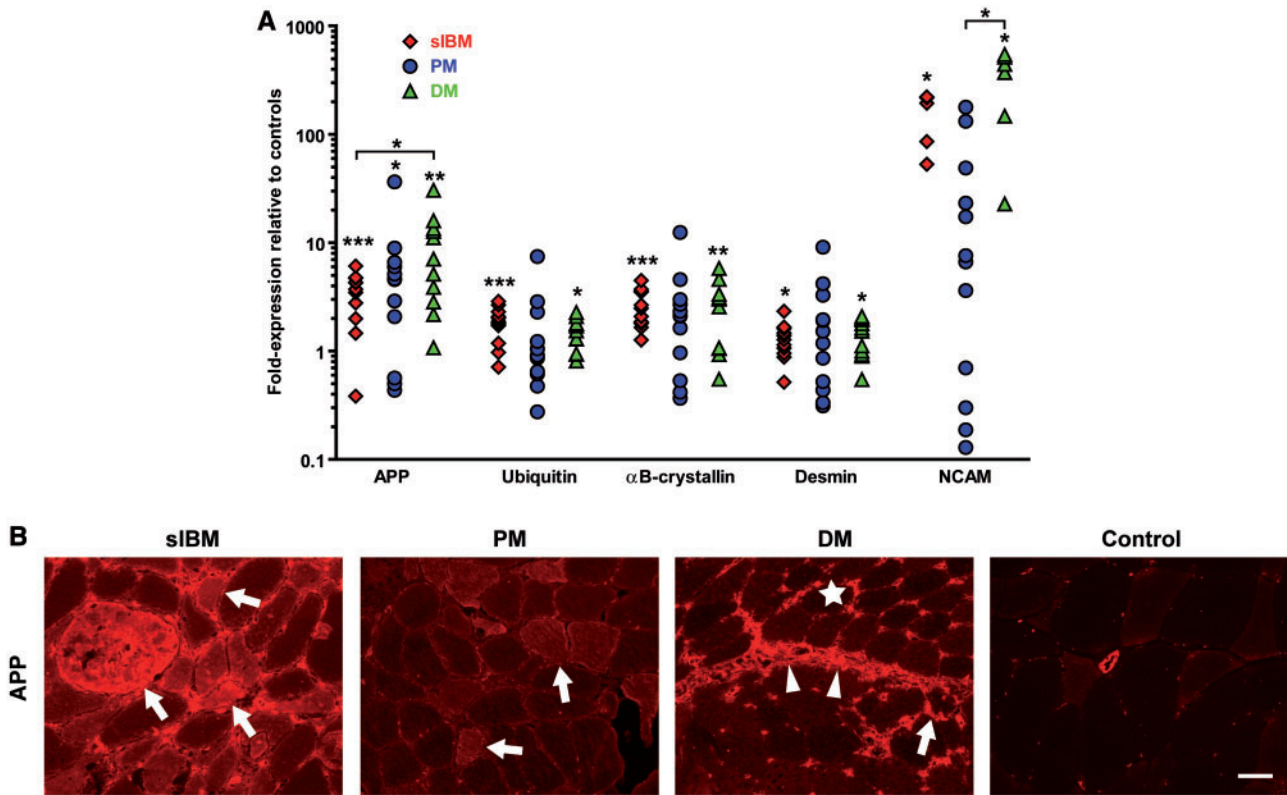 A
1000
100
10
1
0.1
Fold-expression relative to controls
sIBM
PM
DM
*
*
**
***
***
*
***
**
*
*
*
*
*
APP Ubiquitin αB-crystallin Desmin NCAM
B
sIBM PM DM Control
APP